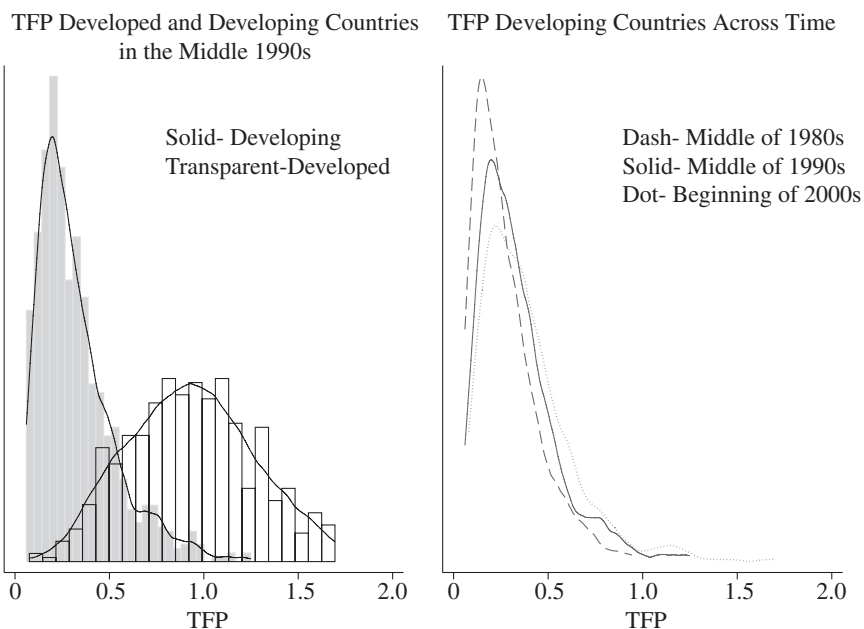 TFP Developed and Developing Countries
in the Middle 1990s
Solid- Developing
Transparent-Developed
0 0.5 1.0 1.5 2.0
TFP
TFP Developing Countries Across Time
Dash- Middle of 1980s
Solid- Middle of 1990s
Dot- Beginning of 2000s
0 0.5 1.0 1.5 2.0
TFP